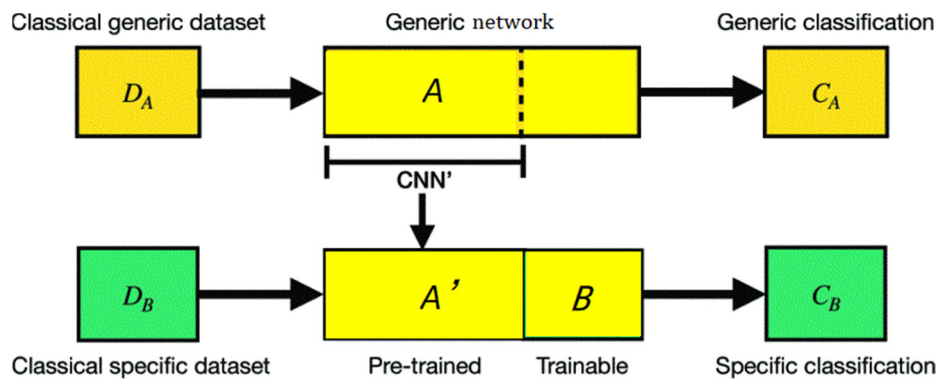 Classical generic dataset
Generic network
Generic classification
D_A
A
C_A
CNN'
D_B
A'
B
C_B
Classical specific dataset
Pre-trained
Trainable
Specific classification